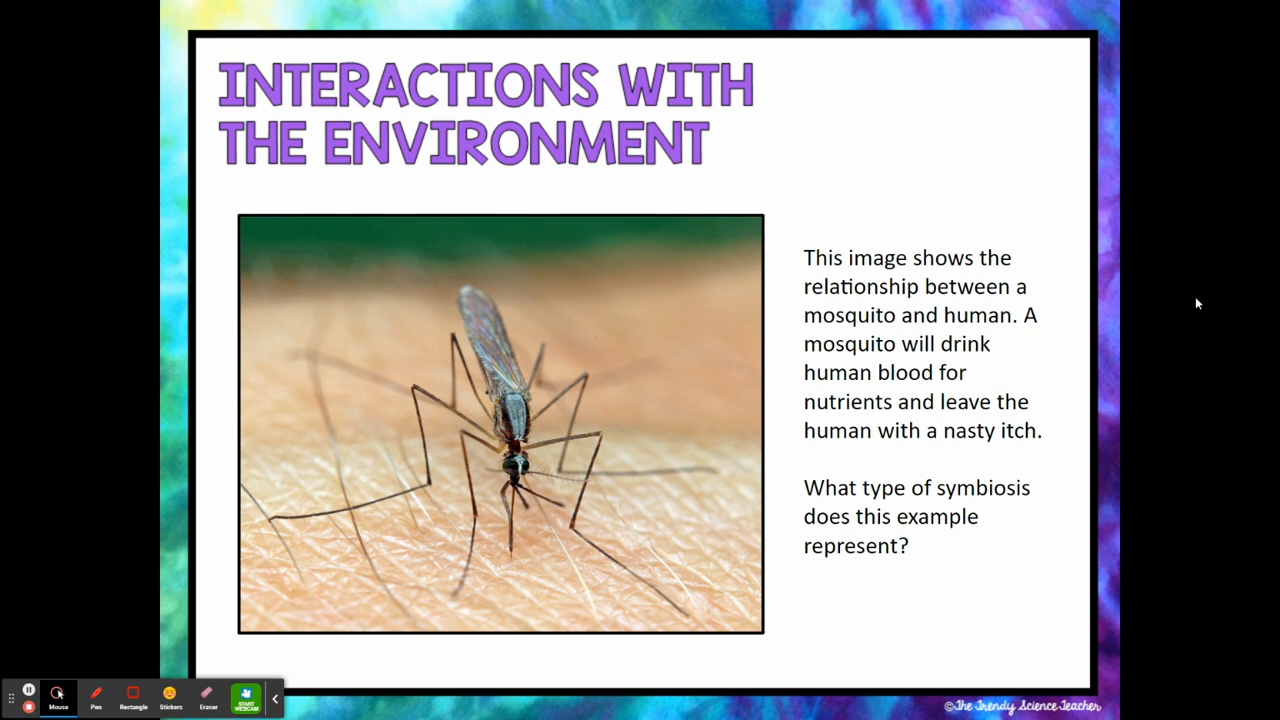 INTERACTIONS WITH
THE ENVIRONMENT
This image shows the
relationship between a
mosquito and human. A
mosquito will drink
human blood for
nutrients and leave the
human with a nasty itch.
What type of symbiosis
does this example
represent?
Mouse
Pen
Rectangle
Stickers
Eraser
START
WEBCAM
©The Trendy Science Teacher